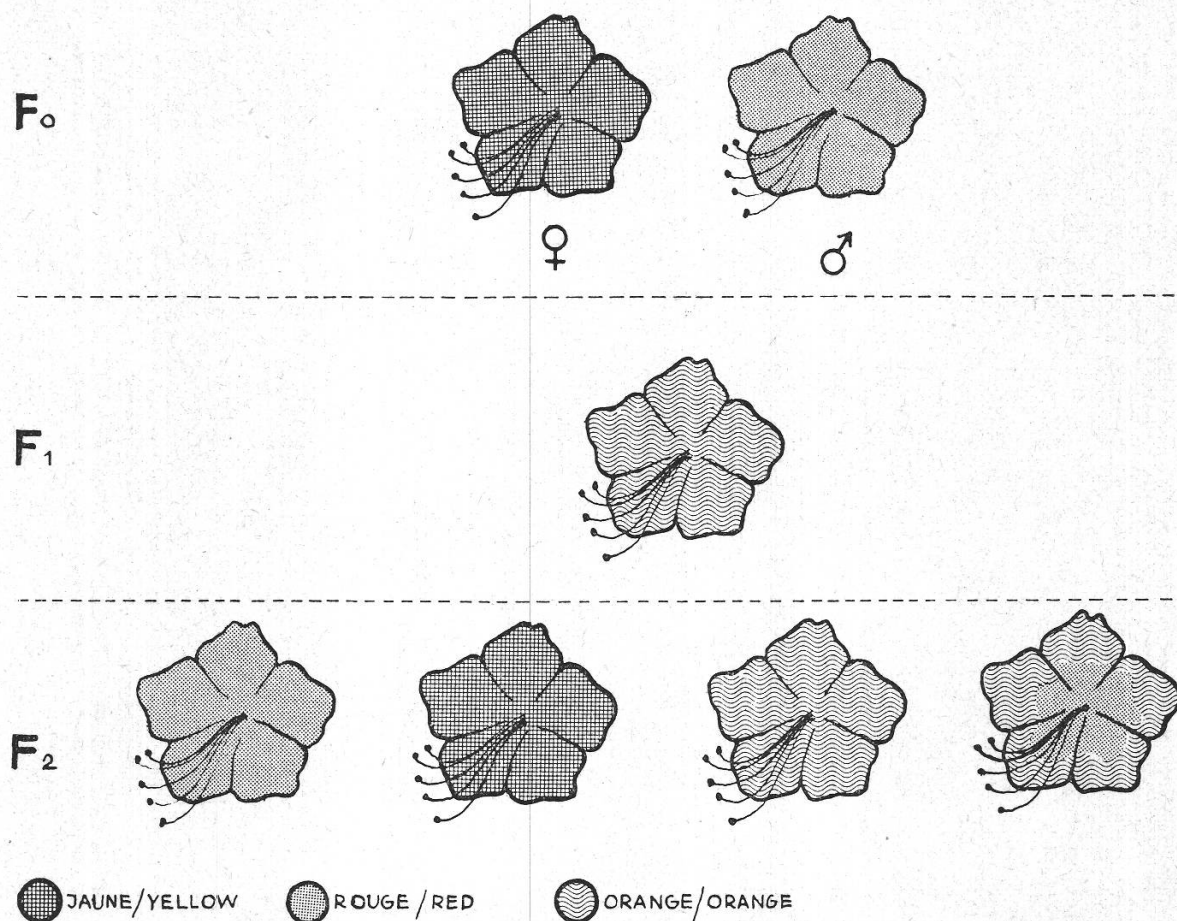 F0
♀ ♂
F1
F2
JAUNE/YELLOW ROUGE/RED ORANGE/ORANGE